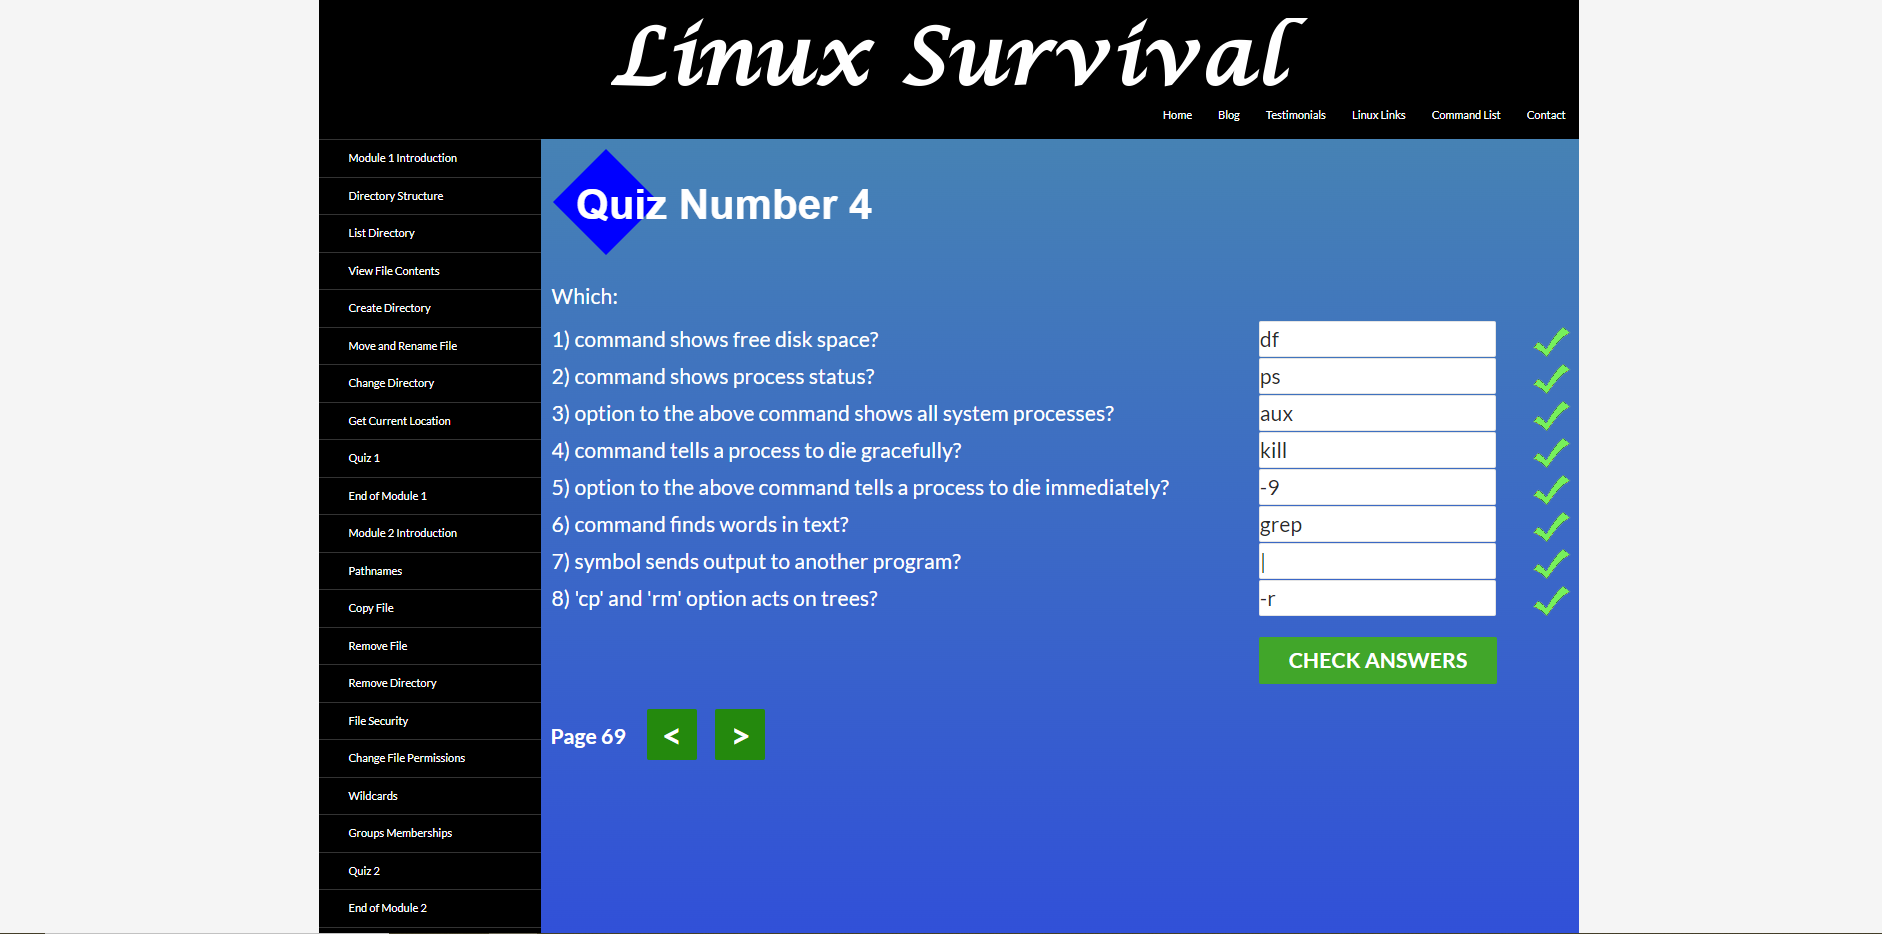 Linux Survival
Home Blog Testimonials Linux Links Command List Contact
Module 1 Introduction
Directory Structure
List Directory
View File Contents
Create Directory
Move and Rename File
Change Directory
Get Current Location
Quiz 1
End of Module 1
Module 2 Introduction
Pathnames
Copy File
Remove File
Remove Directory
File Security
Change File Permissions
Wildcards
Groups Memberships
Quiz 2
End of Module 2
Quiz Number 4
Which:
1) command shows free disk space? df
2) command shows process status? ps
3) option to the above command shows all system processes? aux
4) command tells a process to die gracefully? kill
5) option to the above command tells a process to die immediately? -9
6) command finds words in text? grep
7) symbol sends output to another program? |
8) 'cp' and 'rm' option acts on trees? -r
CHECK ANSWERS
Page 69 < >